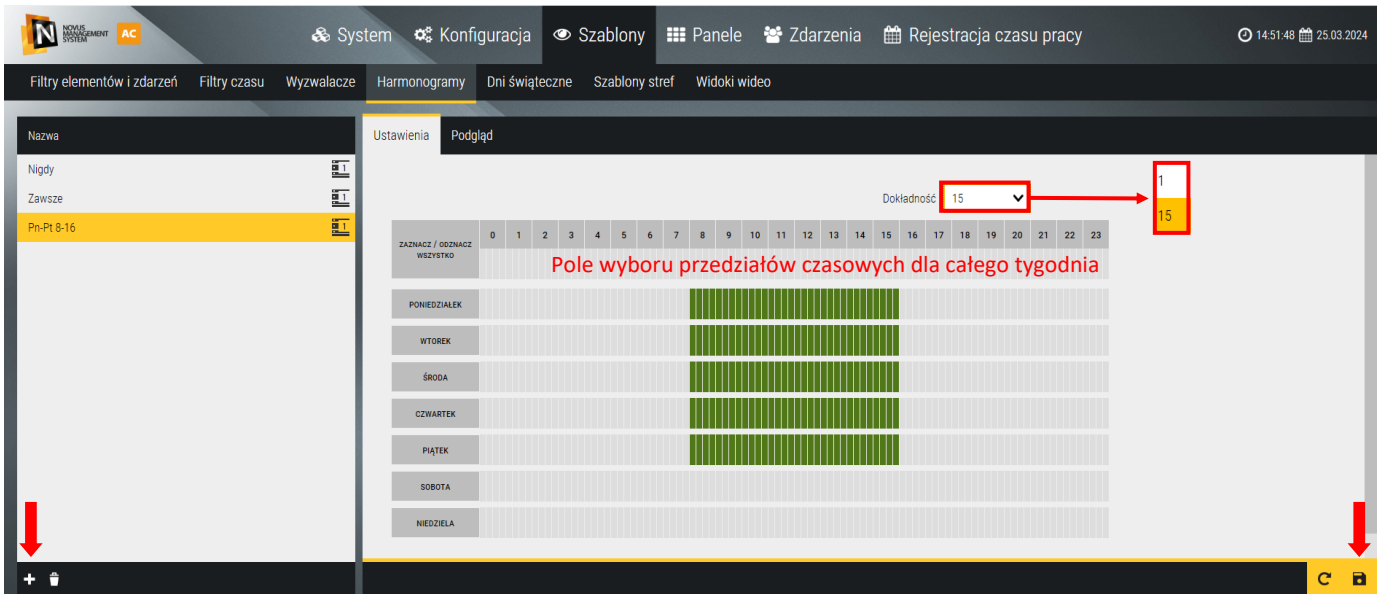 NOVUS
MANAGEMENT
SYSTEM
AC
System Konfiguracja Szablony Panele Zdarzenia Rejestracja czasu pracy
14:51:48 25.03.2024
Filtry elementów i zdarzeń Filtry czasu Wyzwalacze Harmonogramy Dni świąteczne Szablony stref Widoki wideo
Nazwa
Nigdy 1
Zawsze 1
Pn-Pt 8-16 1
Ustawienia Podgląd
Dokładność 15
1
15
ZAZNACZ / ODZNACZ
WSZYSTKO
0 1 2 3 4 5 6 7 8 9 10 11 12 13 14 15 16 17 18 19 20 21 22 23
Pole wyboru przedziałów czasowych dla całego tygodnia
PONIEDZIAŁEK
WTOREK
ŚRODA
CZWARTEK
PIĄTEK
SOBOTA
NIEDZIELA